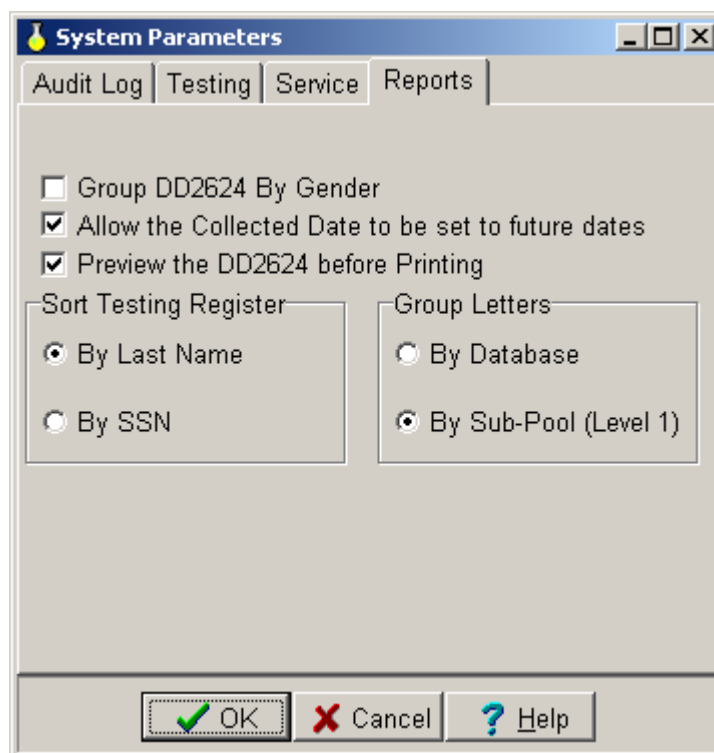 System Parameters
Audit Log Testing Service Reports
Group DD2624 By Gender
Allow the Collected Date to be set to future dates
Preview the DD2624 before Printing
Sort Testing Register Group Letters
By Last Name By Database
By SSN By Sub-Pool (Level 1)
OK Cancel Help